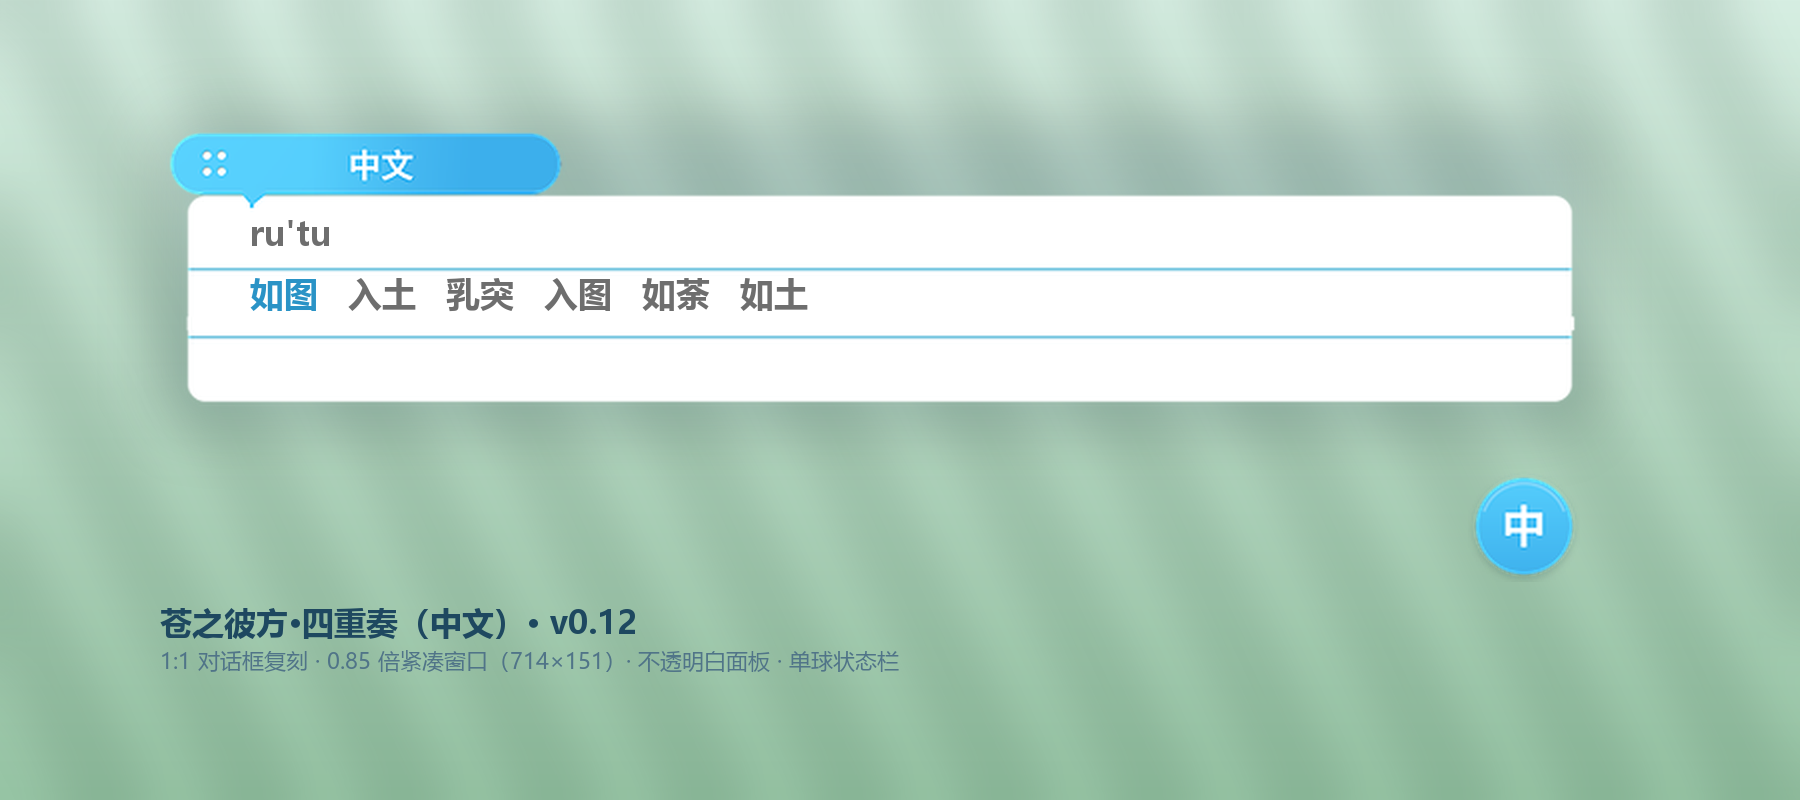 中文
ru'tu
如图 入土 乳突 入图 如荼 如土
中
苍之彼方·四重奏（中文）· v0.12
1:1 对话框复刻 · 0.85 倍紧凑窗口（714×151）· 不透明白面板 · 单球状态栏